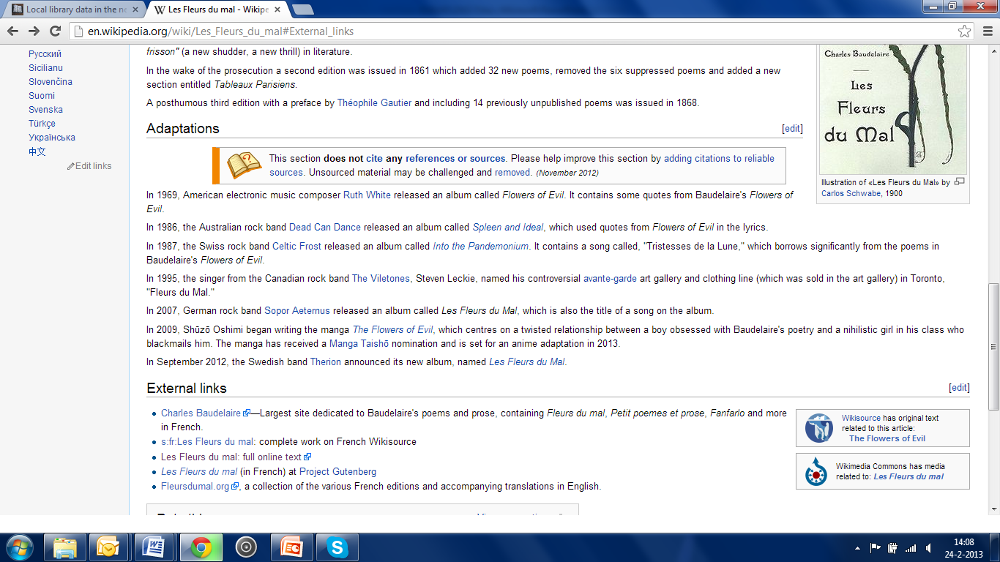 Local library data in the ne
Les Fleurs du mal - Wikipe
en.wikipedia.org/wiki/Les_Fleurs_du_mal#External_links
Русский
Sicilianu
Slovenčina
Suomi
Svenska
Türkçe
Українська
中文
Edit links
frisson" (a new shudder, a new thrill) in literature.
In the wake of the prosecution a second edition was issued in 1861 which added 32 new poems, removed the six suppressed poems and added a new
section entitled Tableaux Parisiens.
A posthumous third edition with a preface by Théophile Gautier and including 14 previously unpublished poems was issued in 1868.
Charles Baudelaire
Les
Fleurs
du Mal
Illustration of «Les Fleurs du Mal» by
Carlos Schwabe, 1900
Adaptations
[edit]
This section does not cite any references or sources. Please help improve this section by adding citations to reliable
sources. Unsourced material may be challenged and removed. (November 2012)
In 1969, American electronic music composer Ruth White released an album called Flowers of Evil. It contains some quotes from Baudelaire's Flowers of
Evil.
In 1986, the Australian rock band Dead Can Dance released an album called Spleen and Ideal, which used quotes from Flowers of Evil in the lyrics.
In 1987, the Swiss rock band Celtic Frost released an album called Into the Pandemonium. It contains a song called, "Tristesses de la Lune," which borrows significantly from the poems in
Baudelaire's Flowers of Evil.
In 1995, the singer from the Canadian rock band The Viletones, Steven Leckie, named his controversial avante-garde art gallery and clothing line (which was sold in the art gallery) in Toronto,
"Fleurs du Mal."
In 2007, German rock band Sopor Aeternus released an album called Les Fleurs du Mal, which is also the title of a song on the album.
In 2009, Shūzō Oshimi began writing the manga The Flowers of Evil, which centres on a twisted relationship between a boy obsessed with Baudelaire's poetry and a nihilistic girl in his class who
blackmails him. The manga has received a Manga Taishō nomination and is set for an anime adaptation in 2013.
In September 2012, the Swedish band Therion announced its new album, named Les Fleurs du Mal.
External links
[edit]
Charles Baudelaire—Largest site dedicated to Baudelaire's poems and prose, containing Fleurs du mal, Petit poemes et prose, Fanfarlo and more
in French.
s:fr:Les Fleurs du mal: complete work on French Wikisource
Les Fleurs du mal: full online text
Les Fleurs du mal (in French) at Project Gutenberg
Fleursdumal.org, a collection of the various French editions and accompanying translations in English.
Wikisource has original text
related to this article:
The Flowers of Evil
Wikimedia Commons has media
related to: Les Fleurs du mal
14:08
24-2-2013